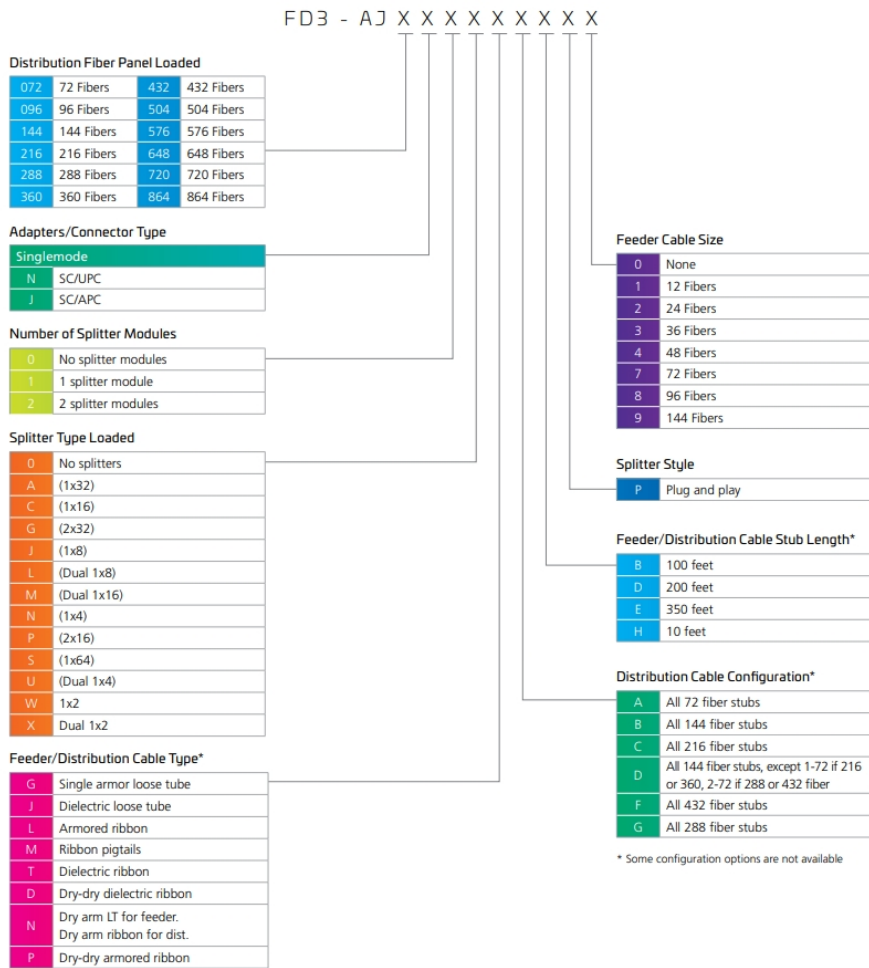 FD3 - AJ X X X X X X X X X
Distribution Fiber Panel Loaded
072 72 Fibers 432 432 Fibers
096 96 Fibers 504 504 Fibers
144 144 Fibers 576 576 Fibers
216 216 Fibers 648 648 Fibers
288 288 Fibers 720 720 Fibers
360 360 Fibers 864 864 Fibers
Adapters/Connector Type
Singlemode
N SC/UPC
J SC/APC
Number of Splitter Modules
0 No splitter modules
1 1 splitter module
2 2 splitter modules
Splitter Type Loaded
0 No splitters
A (1x32)
C (1x16)
G (2x32)
J (1x8)
L (Dual 1x8)
M (Dual 1x16)
N (1x4)
P (2x16)
S (1x64)
U (Dual 1x4)
W 1x2
X Dual 1x2
Feeder/Distribution Cable Type*
G Single armor loose tube
J Dielectric loose tube
L Armored ribbon
M Ribbon pigtails
T Dielectric ribbon
D Dry-dry dielectric ribbon
N Dry arm LT for feeder.
Dry arm ribbon for dist.
P Dry-dry armored ribbon
Feeder Cable Size
0 None
1 12 Fibers
2 24 Fibers
3 36 Fibers
4 48 Fibers
7 72 Fibers
8 96 Fibers
9 144 Fibers
Splitter Style
P Plug and play
Feeder/Distribution Cable Stub Length*
B 100 feet
D 200 feet
E 350 feet
H 10 feet
Distribution Cable Configuration*
A All 72 fiber stubs
B All 144 fiber stubs
C All 216 fiber stubs
D All 144 fiber stubs, except 1-72 if 216
or 360, 2-72 if 288 or 432 fiber
F All 432 fiber stubs
G All 288 fiber stubs
* Some configuration options are not available